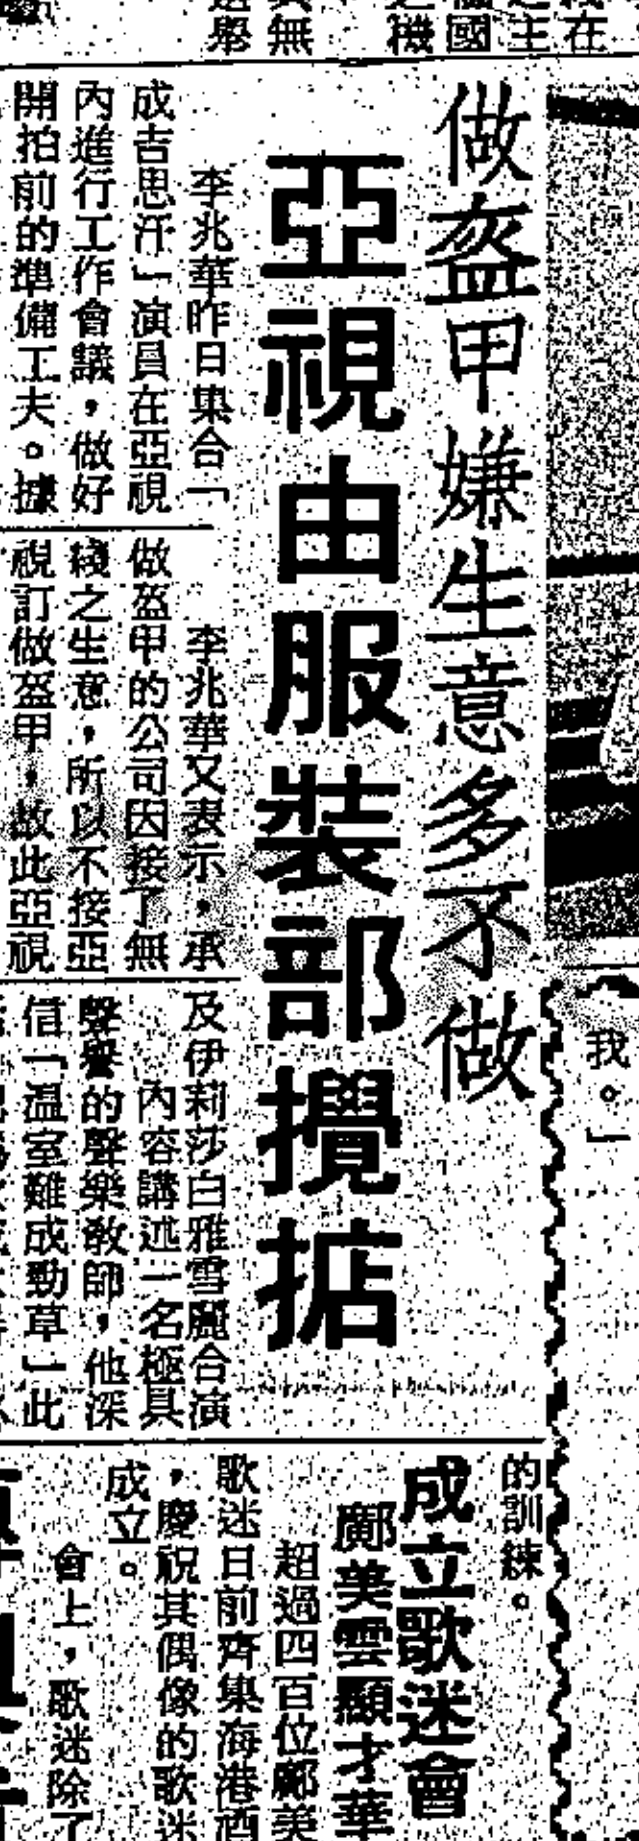 做盔甲嫌生意多不做
亞視由服裝部攪掂
李兆華昨日集合「
成吉思汗」演員在亞視
內進行工作會議，做好
開拍前的準備工夫。據
李兆華又表示，承
做盔甲的公司因接了無
綫之生意，所以不接亞
視訂做盔甲，故此亞視
我。」
及伊莉莎白雅雪麗合演
內容講述一名極具
聲譽的聲樂教師，他深
信「溫室難成勁草」此
的訓練。
成立歌迷會
鄺美雲顯才華
超過四百位鄺美
歌迷日前齊集海港酒
，慶祝其偶像的歌迷
成立。
會上，歌迷除了